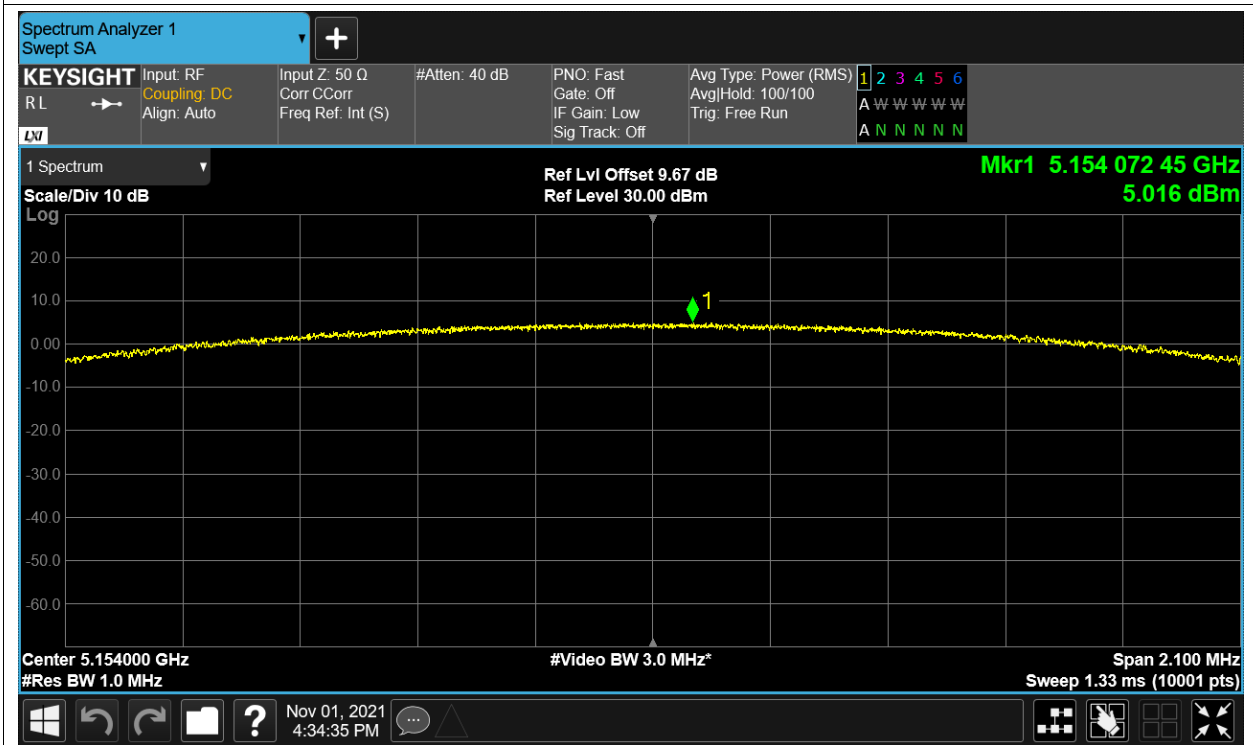 Spectrum Analyzer 1
Swept SA
KEYSIGHT Input: RF Input Z: 50 Ω #Atten: 40 dB PNO: Fast Avg Type: Power (RMS) 1 2 3 4 5 6
R L Coupling: DC Corr CCorr Gate: Off Avg|Hold: 100/100 A W W W W W
Align: Auto Freq Ref: Int (S) IF Gain: Low Trig: Free Run
LXI Sig Track: Off A N N N N N
1 Spectrum Ref Lvl Offset 9.67 dB Mkr1 5.154 072 45 GHz
Scale/Div 10 dB Ref Level 30.00 dBm 5.016 dBm
Log
20.0
10.0
1
0.00
-10.0
-20.0
-30.0
-40.0
-50.0
-60.0
Center 5.154000 GHz #Video BW 3.0 MHz* Span 2.100 MHz
#Res BW 1.0 MHz Sweep 1.33 ms (10001 pts)
Nov 01, 2021
4:34:35 PM